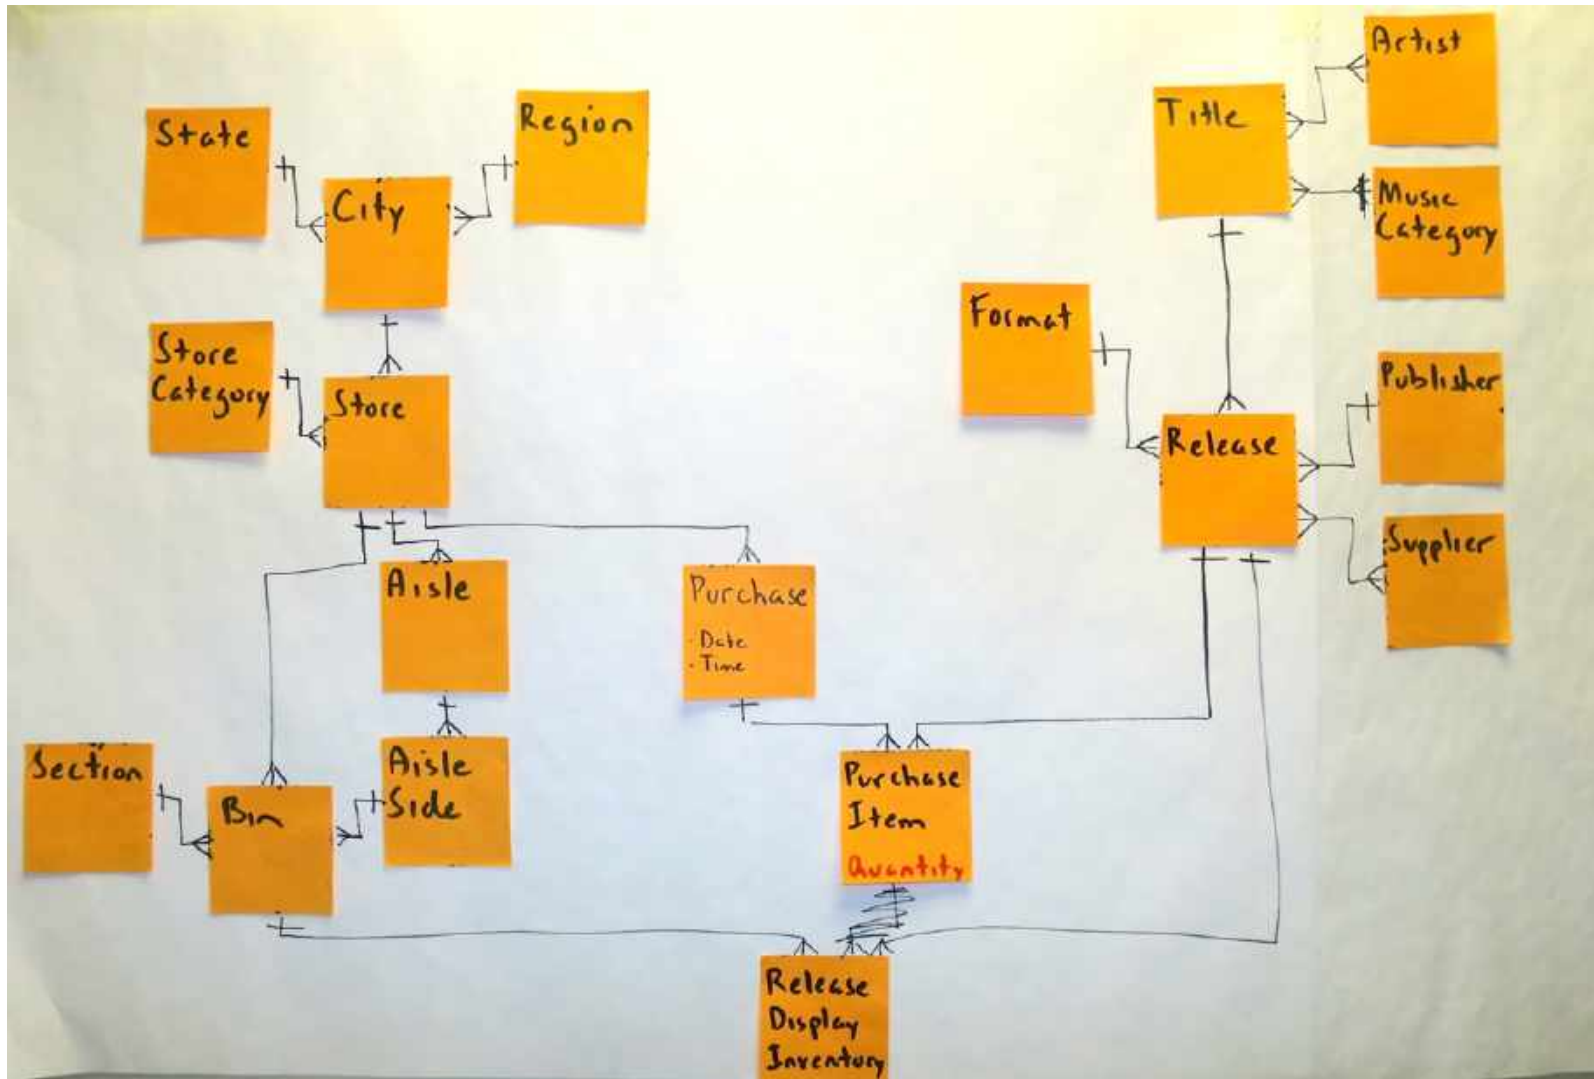 State
Region
City
Store
Category
Store
Aisle
Purchase
- Date
- Time
Section
Bin
Aisle
Side
Purchase
Item
Quantity
Release
Display
Inventory
Title
Artist
Music
Category
Format
Release
Publisher
Supplier